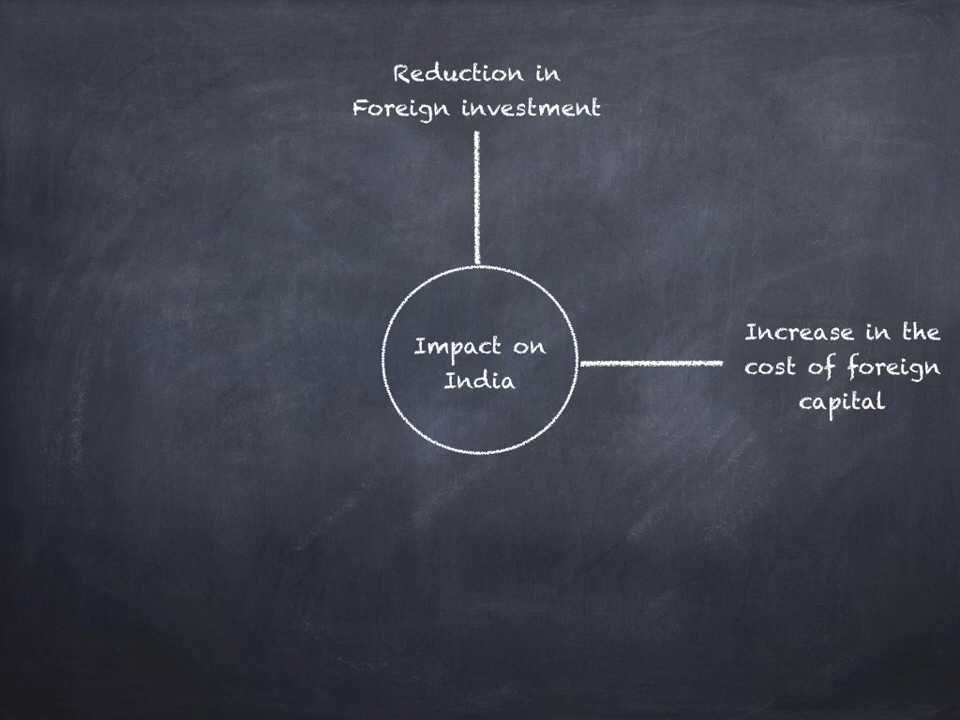 Reduction in
Foreign investment
Impact on
India
Increase in the
cost of foreign
capital